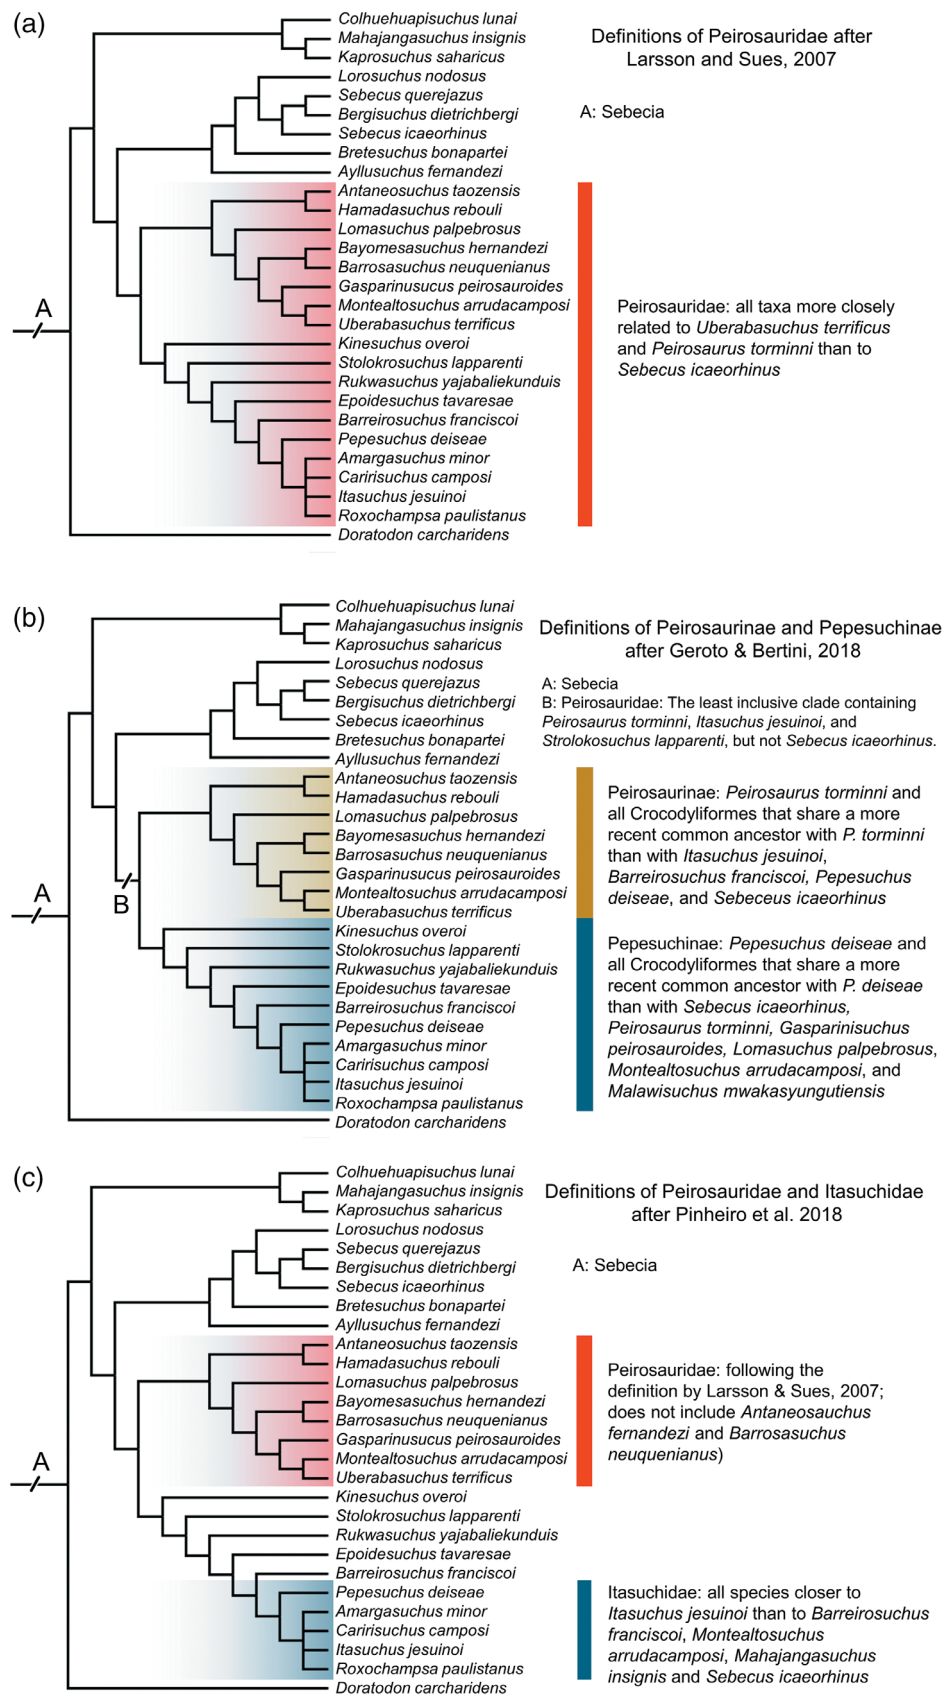 (a)
Colhuehuapisuchus lunai
Mahajangasuchus insignis
Kaprosuchus saharicus
Lorosuchus nodosus
Sebecus querejazus
Bergisuchus dietrichbergi
Sebecus icaeorhinus
Bretesuchus bonapartei
Ayllusuchus fernandezi
Antaneosuchus taozensis
Hamadasuchus rebouli
Lomasuchus palpebrosus
Bayomesasuchus hernandezi
Barrosasuchus neuquenianus
Gasparinusucus peirosauroides
Montealtosuchus arrudacamposi
Uberabasuchus terrificus
Kinesuchus overoi
Stolokrosuchus lapparenti
Rukwasuchus yajabaliekunduis
Epoidesuchus tavaresae
Barreirosuchus franciscoi
Pepesuchus deiseae
Amargasuchus minor
Caririsuchus camposi
Itasuchus jesuinoi
Roxochampsa paulistanus
Doratodon carcharidens
A
Definitions of Peirosauridae after
Larsson and Sues, 2007
A: Sebecia
Peirosauridae: all taxa more closely
related to Uberabasuchus terrificus
and Peirosaurus torminni than to
Sebecus icaeorhinus
(b)
Colhuehuapisuchus lunai
Mahajangasuchus insignis
Kaprosuchus saharicus
Lorosuchus nodosus
Sebecus querejazus
Bergisuchus dietrichbergi
Sebecus icaeorhinus
Bretesuchus bonapartei
Ayllusuchus fernandezi
Antaneosuchus taozensis
Hamadasuchus rebouli
Lomasuchus palpebrosus
Bayomesasuchus hernandezi
Barrosasuchus neuquenianus
Gasparinusucus peirosauroides
Montealtosuchus arrudacamposi
Uberabasuchus terrificus
Kinesuchus overoi
Stolokrosuchus lapparenti
Rukwasuchus yajabaliekunduis
Epoidesuchus tavaresae
Barreirosuchus franciscoi
Pepesuchus deiseae
Amargasuchus minor
Caririsuchus camposi
Itasuchus jesuinoi
Roxochampsa paulistanus
Doratodon carcharidens
A
B
Definitions of Peirosaurinae and Pepesuchinae
after Geroto & Bertini, 2018
A: Sebecia
B: Peirosauridae: The least inclusive clade containing
Peirosaurus torminni, Itasuchus jesuinoi, and
Strolokosuchus lapparenti, but not Sebecus icaeorhinus.
Peirosaurinae: Peirosaurus torminni and
all Crocodyliformes that share a more
recent common ancestor with P. torminni
than with Itasuchus jesuinoi,
Barreirosuchus franciscoi, Pepesuchus
deiseae, and Sebeceus icaeorhinus
Pepesuchinae: Pepesuchus deiseae and
all Crocodyliformes that share a more
recent common ancestor with P. deiseae
than with Sebecus icaeorhinus,
Peirosaurus torminni, Gasparinisuchus
peirosauroides, Lomasuchus palpebrosus,
Montealtosuchus arrudacamposi, and
Malawisuchus mwakasyungutiensis
(c)
Colhuehuapisuchus lunai
Mahajangasuchus insignis
Kaprosuchus saharicus
Lorosuchus nodosus
Sebecus querejazus
Bergisuchus dietrichbergi
Sebecus icaeorhinus
Bretesuchus bonapartei
Ayllusuchus fernandezi
Antaneosuchus taozensis
Hamadasuchus rebouli
Lomasuchus palpebrosus
Bayomesasuchus hernandezi
Barrosasuchus neuquenianus
Gasparinusucus peirosauroides
Montealtosuchus arrudacamposi
Uberabasuchus terrificus
Kinesuchus overoi
Stolokrosuchus lapparenti
Rukwasuchus yajabaliekunduis
Epoidesuchus tavaresae
Barreirosuchus franciscoi
Pepesuchus deiseae
Amargasuchus minor
Caririsuchus camposi
Itasuchus jesuinoi
Roxochampsa paulistanus
Doratodon carcharidens
A
Definitions of Peirosauridae and Itasuchidae
after Pinheiro et al. 2018
A: Sebecia
Peirosauridae: following the
definition by Larsson & Sues, 2007;
does not include Antaneosauchus
fernandezi and Barrosasuchus
neuquenianus)
Itasuchidae: all species closer to
Itasuchus jesuinoi than to Barreirosuchus
franciscoi, Montealtosuchus
arrudacamposi, Mahajangasuchus
insignis and Sebecus icaeorhinus